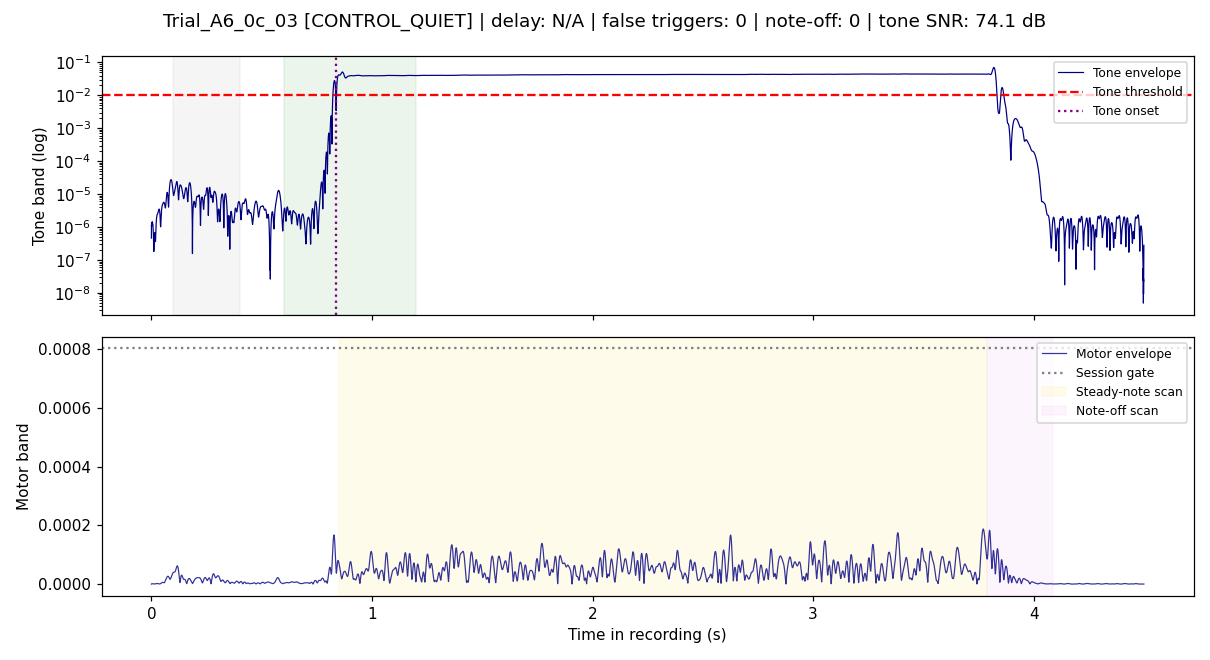 Trial_A6_0c_03 [CONTROL_QUIET] | delay: N/A | false triggers: 0 | note-off: 0 | tone SNR: 74.1 dB
Tone band (log)
10⁻¹
10⁻²
10⁻³
10⁻⁴
10⁻⁵
10⁻⁶
10⁻⁷
10⁻⁸
Tone envelope
Tone threshold
Tone onset
Motor band
0.0008
0.0006
0.0004
0.0002
0.0000
Motor envelope
Session gate
Steady-note scan
Note-off scan
0 1 2 3 4
Time in recording (s)